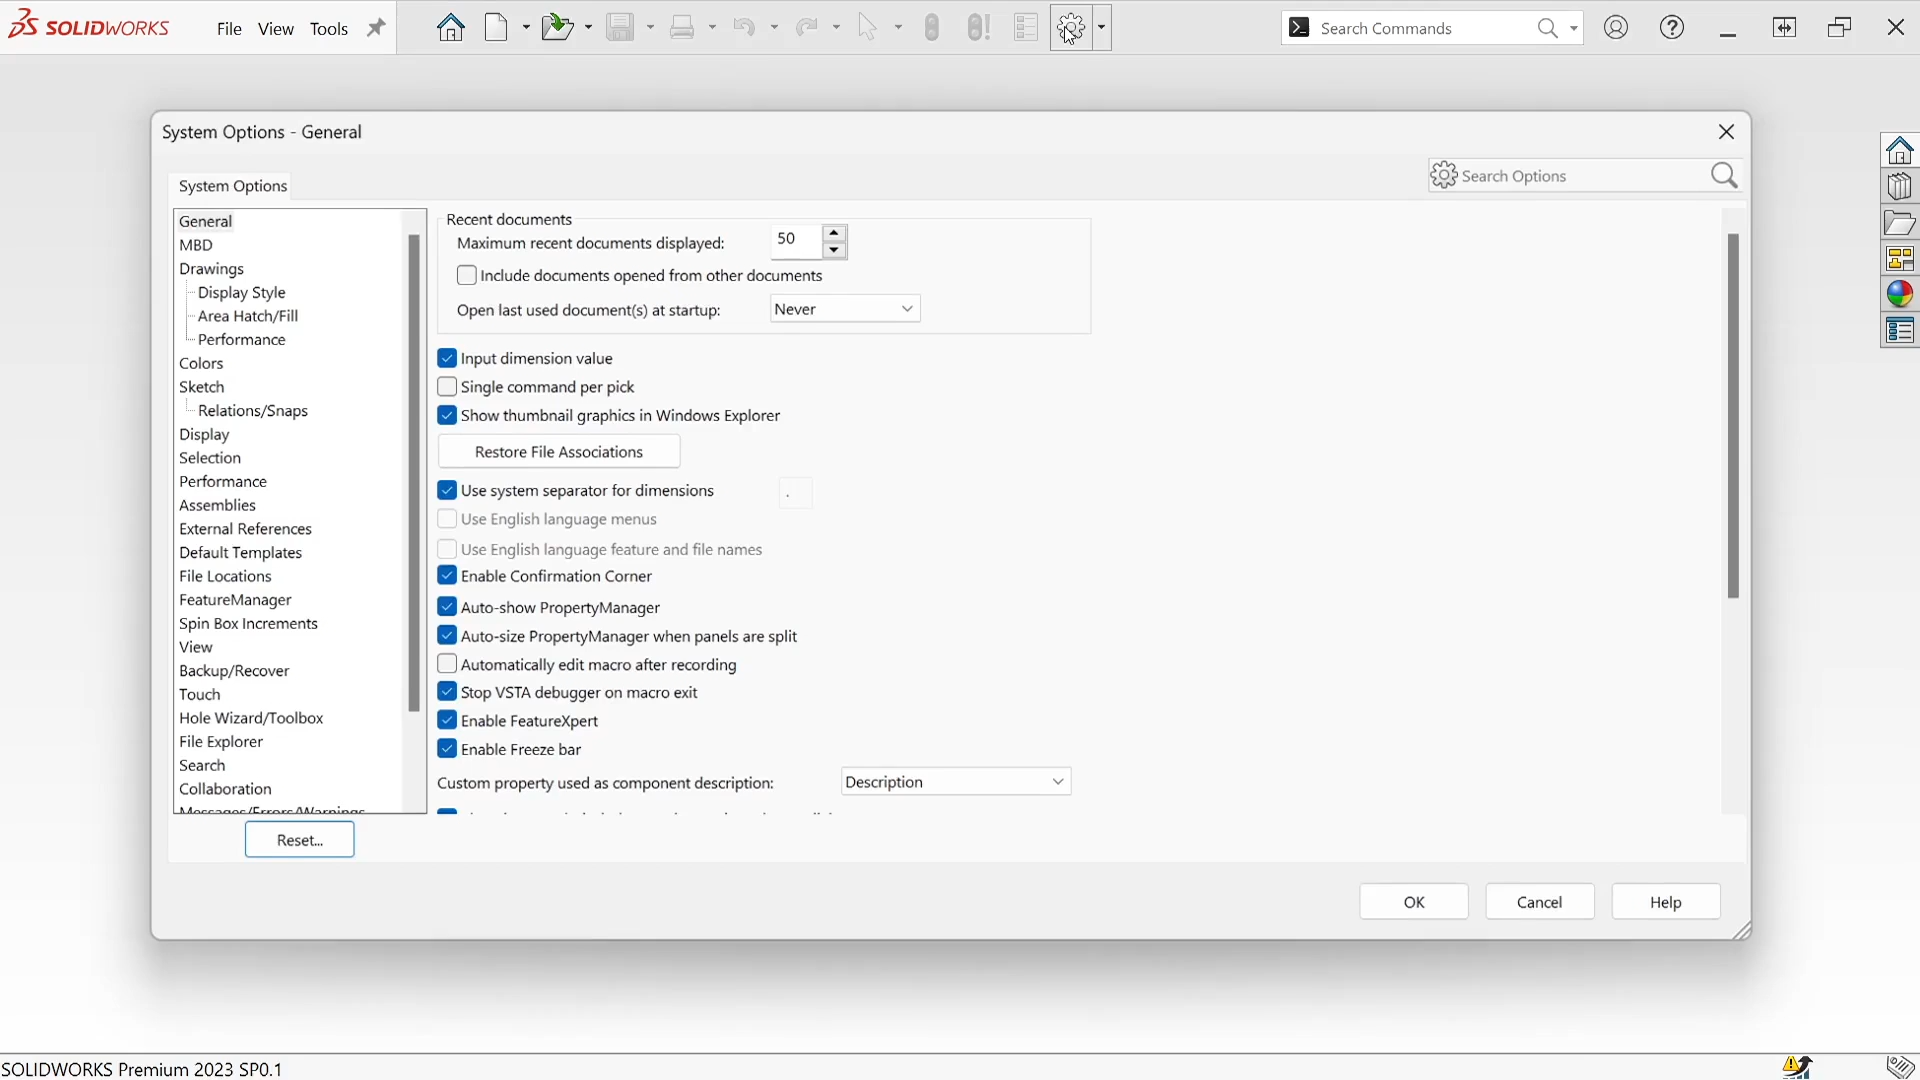 SOLIDWORKS File View Tools Search Commands
System Options - General
System Options Search Options
General
MBD
Drawings
Display Style
Area Hatch/Fill
Performance
Colors
Sketch
Relations/Snaps
Display
Selection
Performance
Assemblies
External References
Default Templates
File Locations
FeatureManager
Spin Box Increments
View
Backup/Recover
Touch
Hole Wizard/Toolbox
File Explorer
Search
Collaboration
Messages/Errors/Warnings
Reset...
Recent documents
Maximum recent documents displayed: 50
Include documents opened from other documents
Open last used document(s) at startup: Never
Input dimension value
Single command per pick
Show thumbnail graphics in Windows Explorer
Restore File Associations
Use system separator for dimensions .
Use English language menus
Use English language feature and file names
Enable Confirmation Corner
Auto-show PropertyManager
Auto-size PropertyManager when panels are split
Automatically edit macro after recording
Stop VSTA debugger on macro exit
Enable FeatureXpert
Enable Freeze bar
Custom property used as component description: Description
OK Cancel Help
SOLIDWORKS Premium 2023 SP0.1